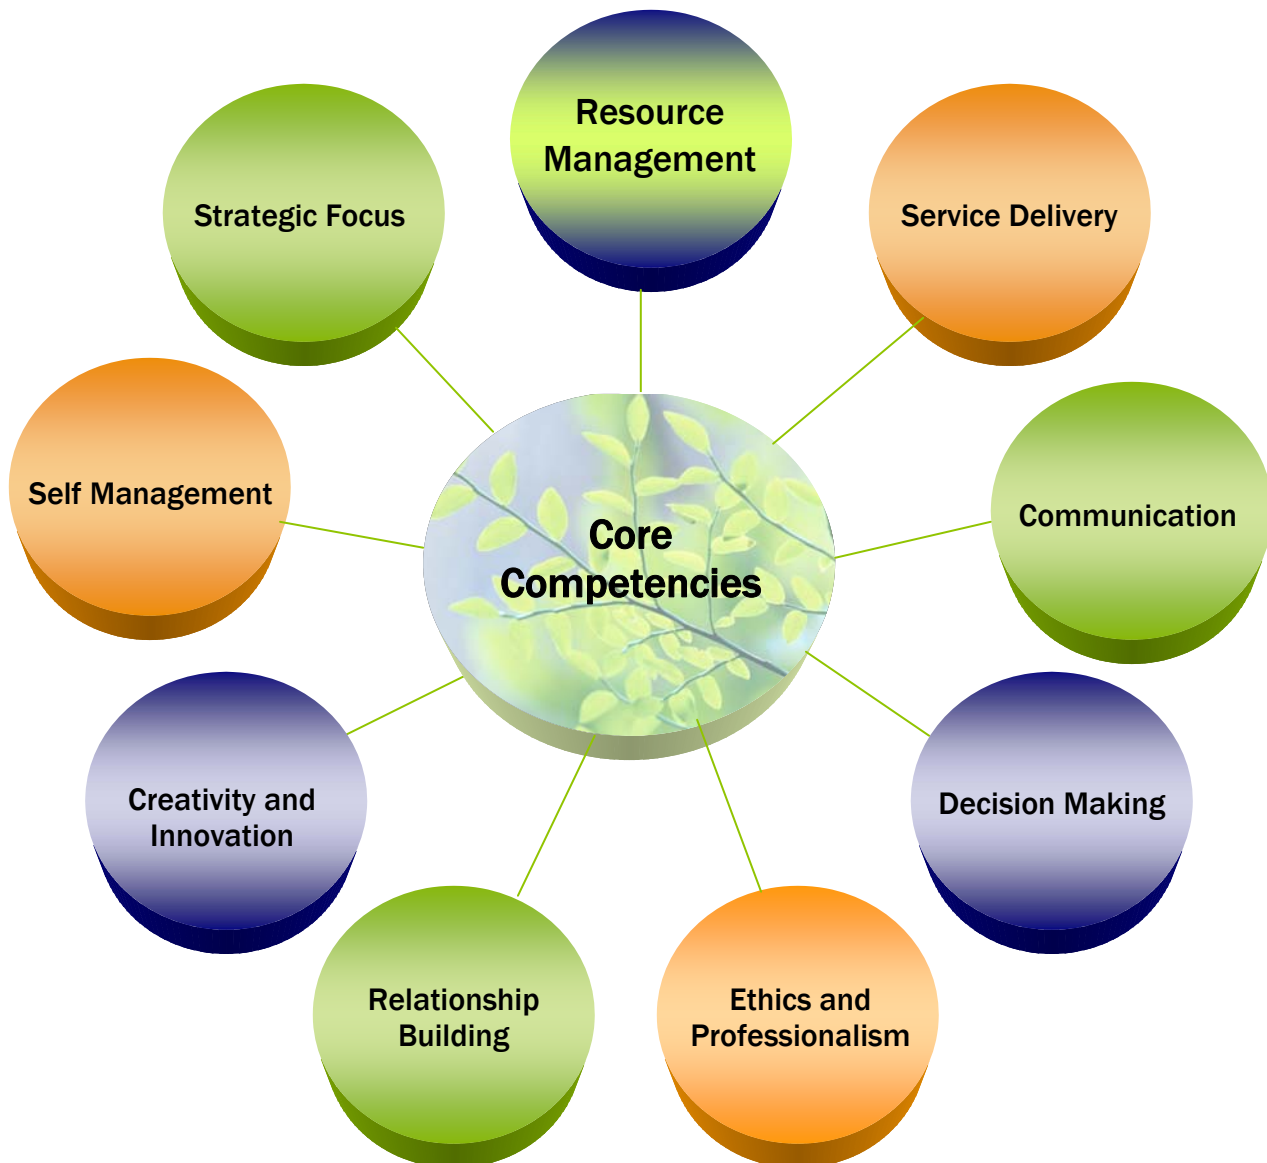 Resource
Management
Strategic Focus
Service Delivery
Self Management
Communication
Core
Competencies
Creativity and
Innovation
Decision Making
Relationship
Building
Ethics and
Professionalism